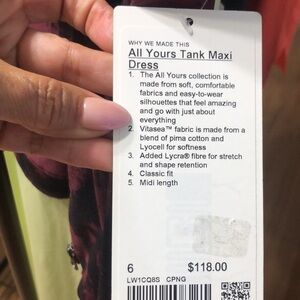 WHY WE MADE THIS
All Yours Tank Maxi
Dress
1. The All Yours collection is
made from soft, comfortable
fabrics and easy-to-wear
silhouettes that feel amazing
and go with just about
everything
2. Vitasea™ fabric is made from a
blend of pima cotton and
Lyocell for softness
3. Added Lycra® fibre for stretch
and shape retention
4. Classic fit
5. Midi length
6 $118.00
LW1CQ8S CPNG